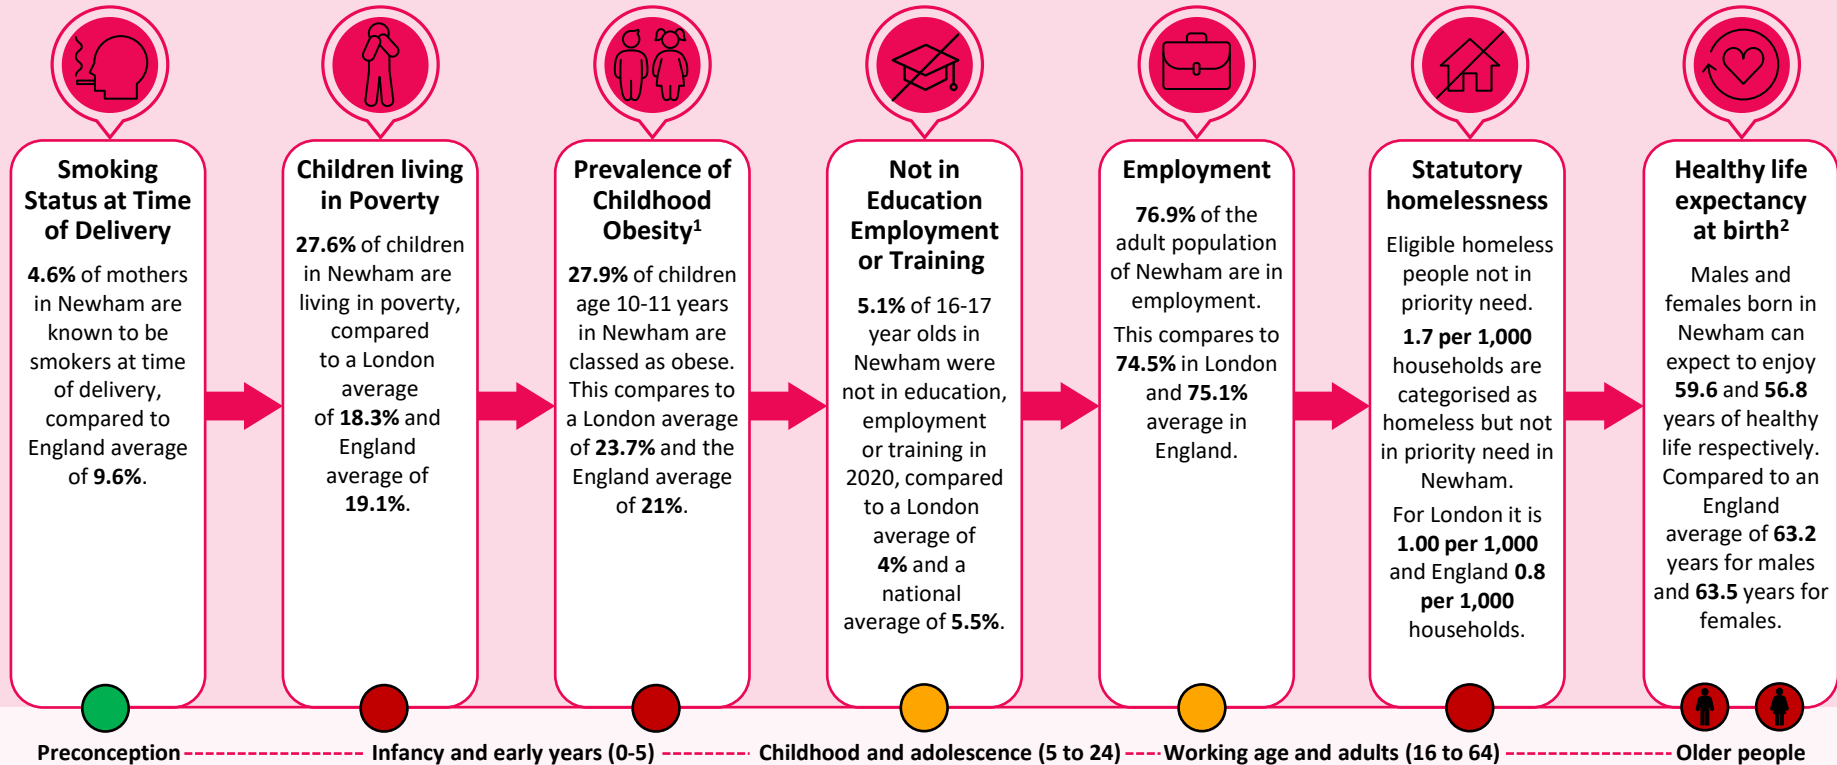 Smoking
Status at Time
of Delivery
4.6% of mothers
in Newham are
known to be
smokers at time
of delivery,
compared to
England average
of 9.6%.
Children living
in Poverty
27.6% of children
in Newham are
living in poverty,
compared
to a London
average
of 18.3% and
England
average of
19.1%.
Prevalence of
Childhood
Obesity¹
27.9% of children
age 10-11 years
in Newham are
classed as obese.
This compares to
a London average
of 23.7% and the
England average
of 21%.
Not in
Education
Employment
or Training
5.1% of 16-17
year olds in
Newham were
not in education,
employment
or training in
2020, compared
to a London
average of
4% and a
national
average of 5.5%.
Employment
76.9% of the
adult population
of Newham are in
employment.
This compares to
74.5% in London
and 75.1%
average in
England.
Statutory
homelessness
Eligible homeless
people not in
priority need.
1.7 per 1,000
households are
categorised as
homeless but not
in priority need in
Newham.
For London it is
1.00 per 1,000
and England 0.8
per 1,000
households.
Healthy life
expectancy
at birth²
Males and
females born in
Newham can
expect to enjoy
59.6 and 56.8
years of healthy
life respectively.
Compared to an
England
average of 63.2
years for males
and 63.5 years for
females.
Preconception
Infancy and early years (0-5)
Childhood and adolescence (5 to 24)
Working age and adults (16 to 64)
Older people